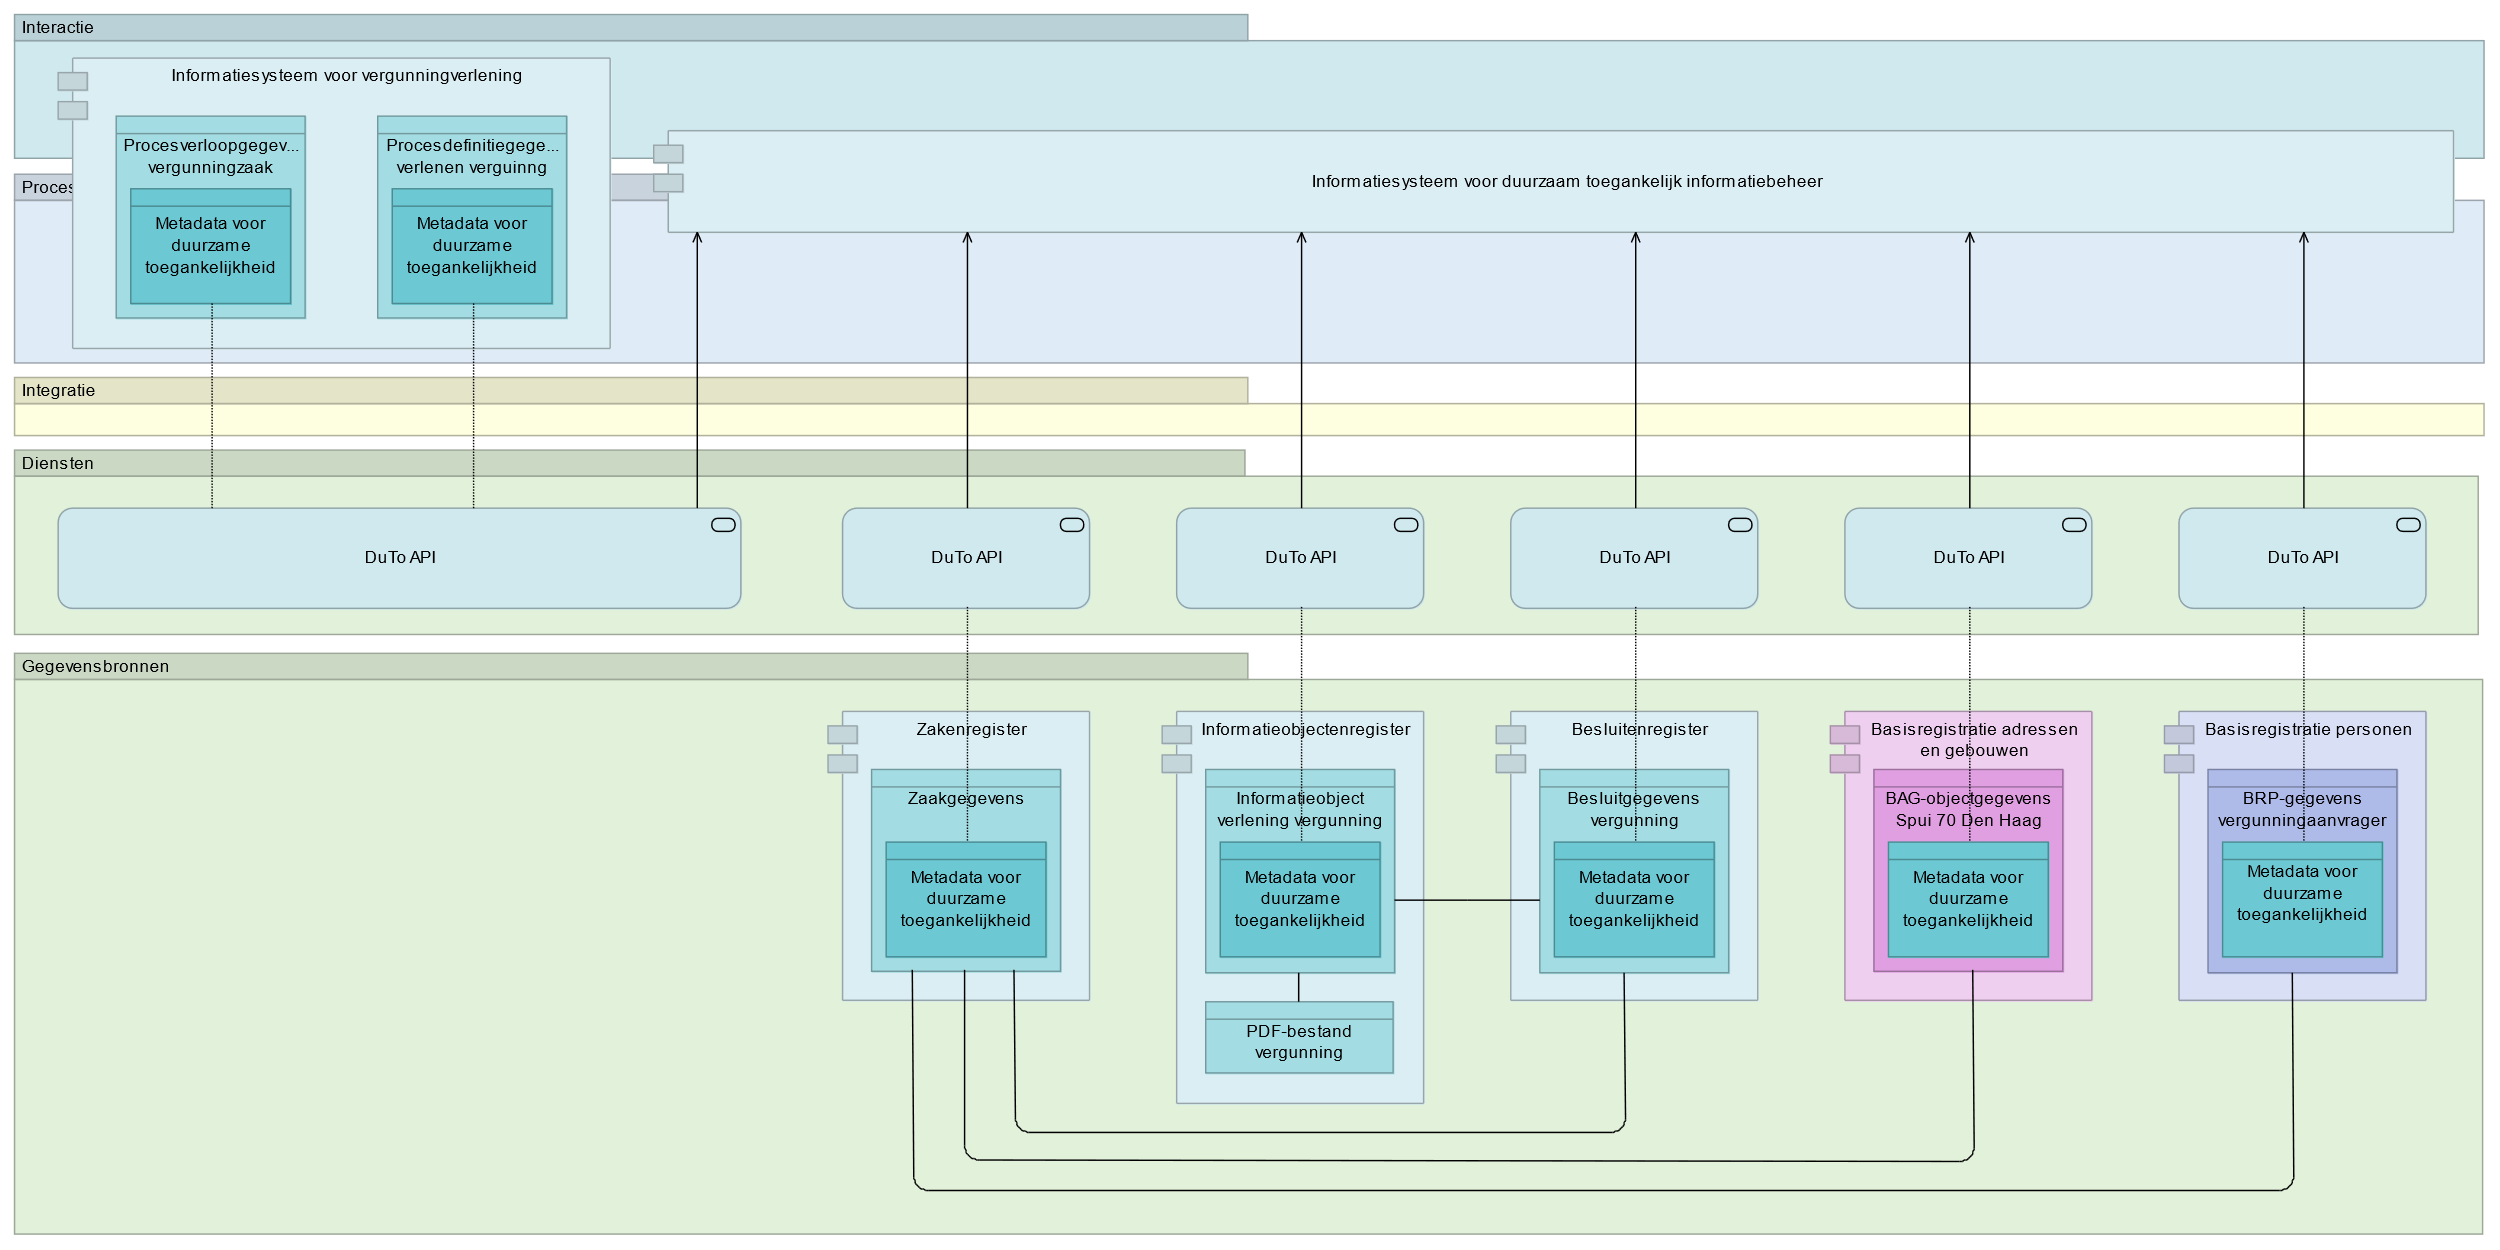 Interactie
Informatiesysteem voor vergunningverlening
Procesverloopgegev...
vergunningzaak
Metadata voor
duurzame
toegankelijkheid
Procesdefinitiegege...
verlenen verguinng
Metadata voor
duurzame
toegankelijkheid
Proces
Informatiesysteem voor duurzaam toegankelijk informatiebeheer
Integratie
Diensten
DuTo API
DuTo API
DuTo API
DuTo API
DuTo API
DuTo API
Gegevensbronnen
Zakenregister
Zaakgegevens
Metadata voor
duurzame
toegankelijkheid
Informatieobjectenregister
Informatieobject
verlening vergunning
Metadata voor
duurzame
toegankelijkheid
PDF-bestand
vergunning
Besluitenregister
Besluitgegevens
vergunning
Metadata voor
duurzame
toegankelijkheid
Basisregistratie adressen
en gebouwen
BAG-objectgegevens
Spui 70 Den Haag
Metadata voor
duurzame
toegankelijkheid
Basisregistratie personen
BRP-gegevens
vergunningaanvrager
Metadata voor
duurzame
toegankelijkheid